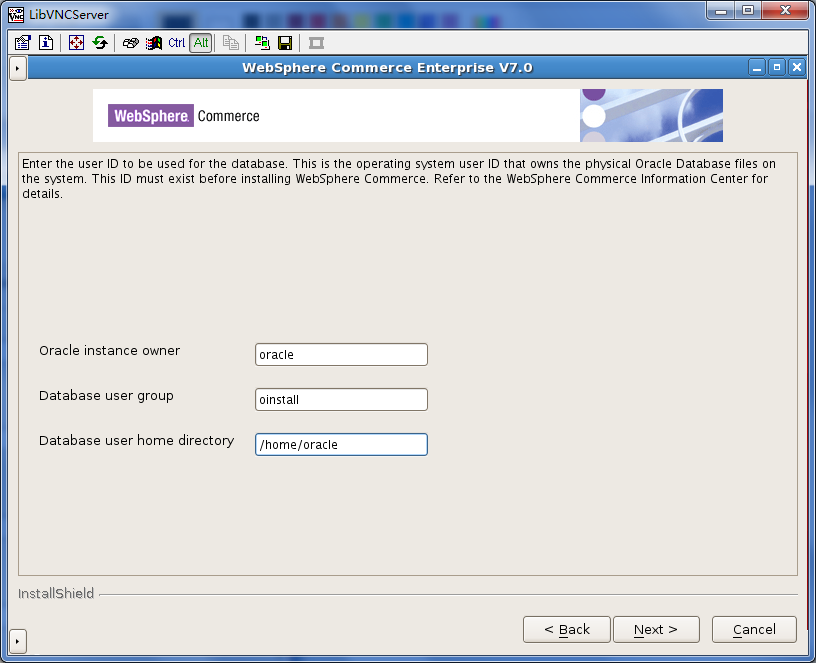 LibVNCServer
Ctrl Alt
WebSphere Commerce Enterprise V7.0
WebSphere. Commerce
Enter the user ID to be used for the database. This is the operating system user ID that owns the physical Oracle Database files on
the system. This ID must exist before installing WebSphere Commerce. Refer to the WebSphere Commerce Information Center for
details.
Oracle instance owner oracle
Database user group oinstall
Database user home directory /home/oracle
InstallShield
< Back Next > Cancel